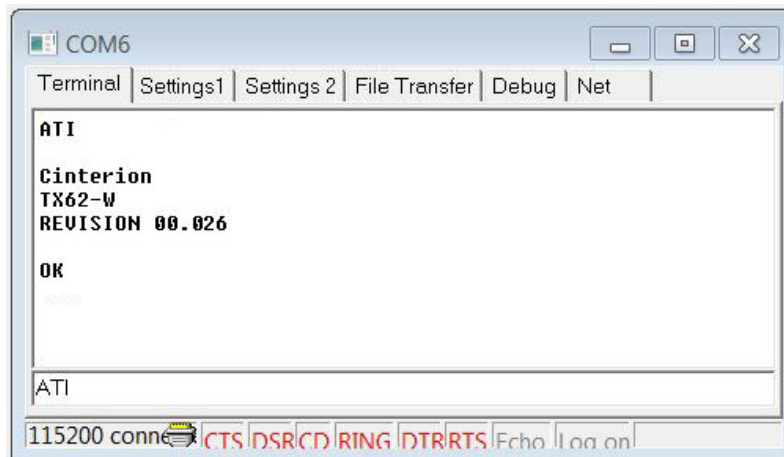 COM6
Terminal Settings1 Settings 2 File Transfer Debug Net
ATI
Cinterion
TX62-W
REVISION 00.026
OK
ATI
115200 CTS DSR CD RING DTR RTS Echo Log on